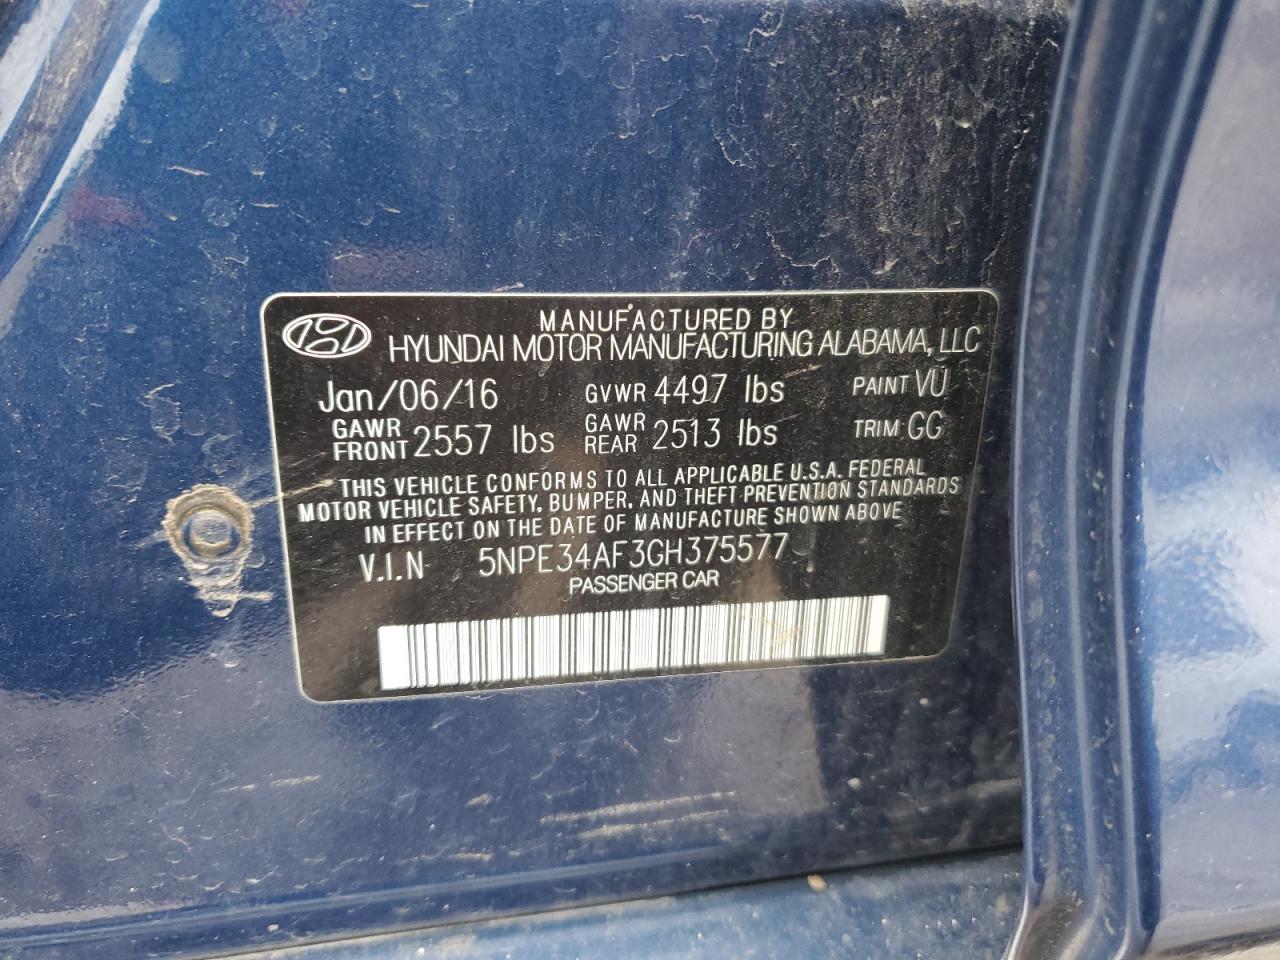 MANUFACTURED BY
HYUNDAI MOTOR MANUFACTURING ALABAMA, LLC
Jan/06/16 GVWR 4497 lbs PAINT VU
GAWR FRONT 2557 lbs GAWR REAR 2513 lbs TRIM GG
THIS VEHICLE CONFORMS TO ALL APPLICABLE U.S.A. FEDERAL
MOTOR VEHICLE SAFETY, BUMPER, AND THEFT PREVENTION STANDARDS
IN EFFECT ON THE DATE OF MANUFACTURE SHOWN ABOVE
V.I.N 5NPE34AF3GH375577
PASSENGER CAR